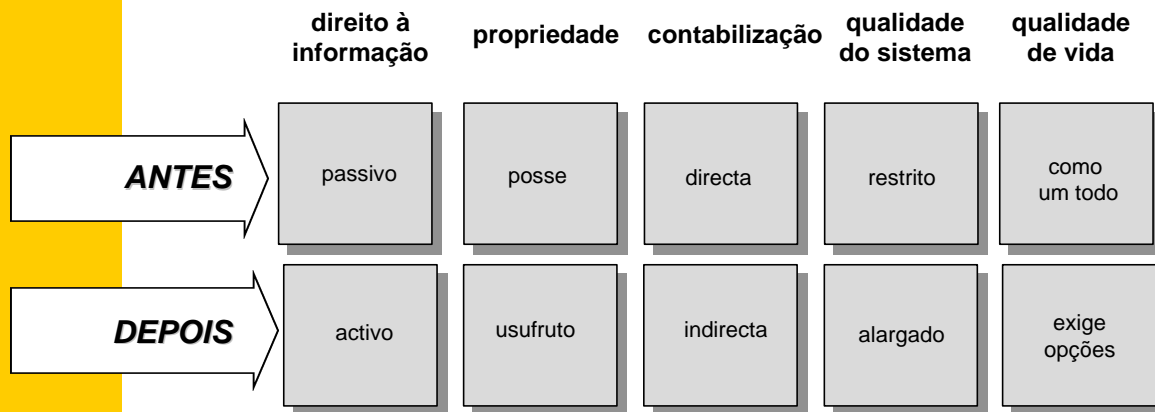 direito à
informação
propriedade
contabilização
qualidade
do sistema
qualidade
de vida
ANTES
passivo
posse
directa
restrito
como
um todo
DEPOIS
activo
usufruto
indirecta
alargado
exige
opções